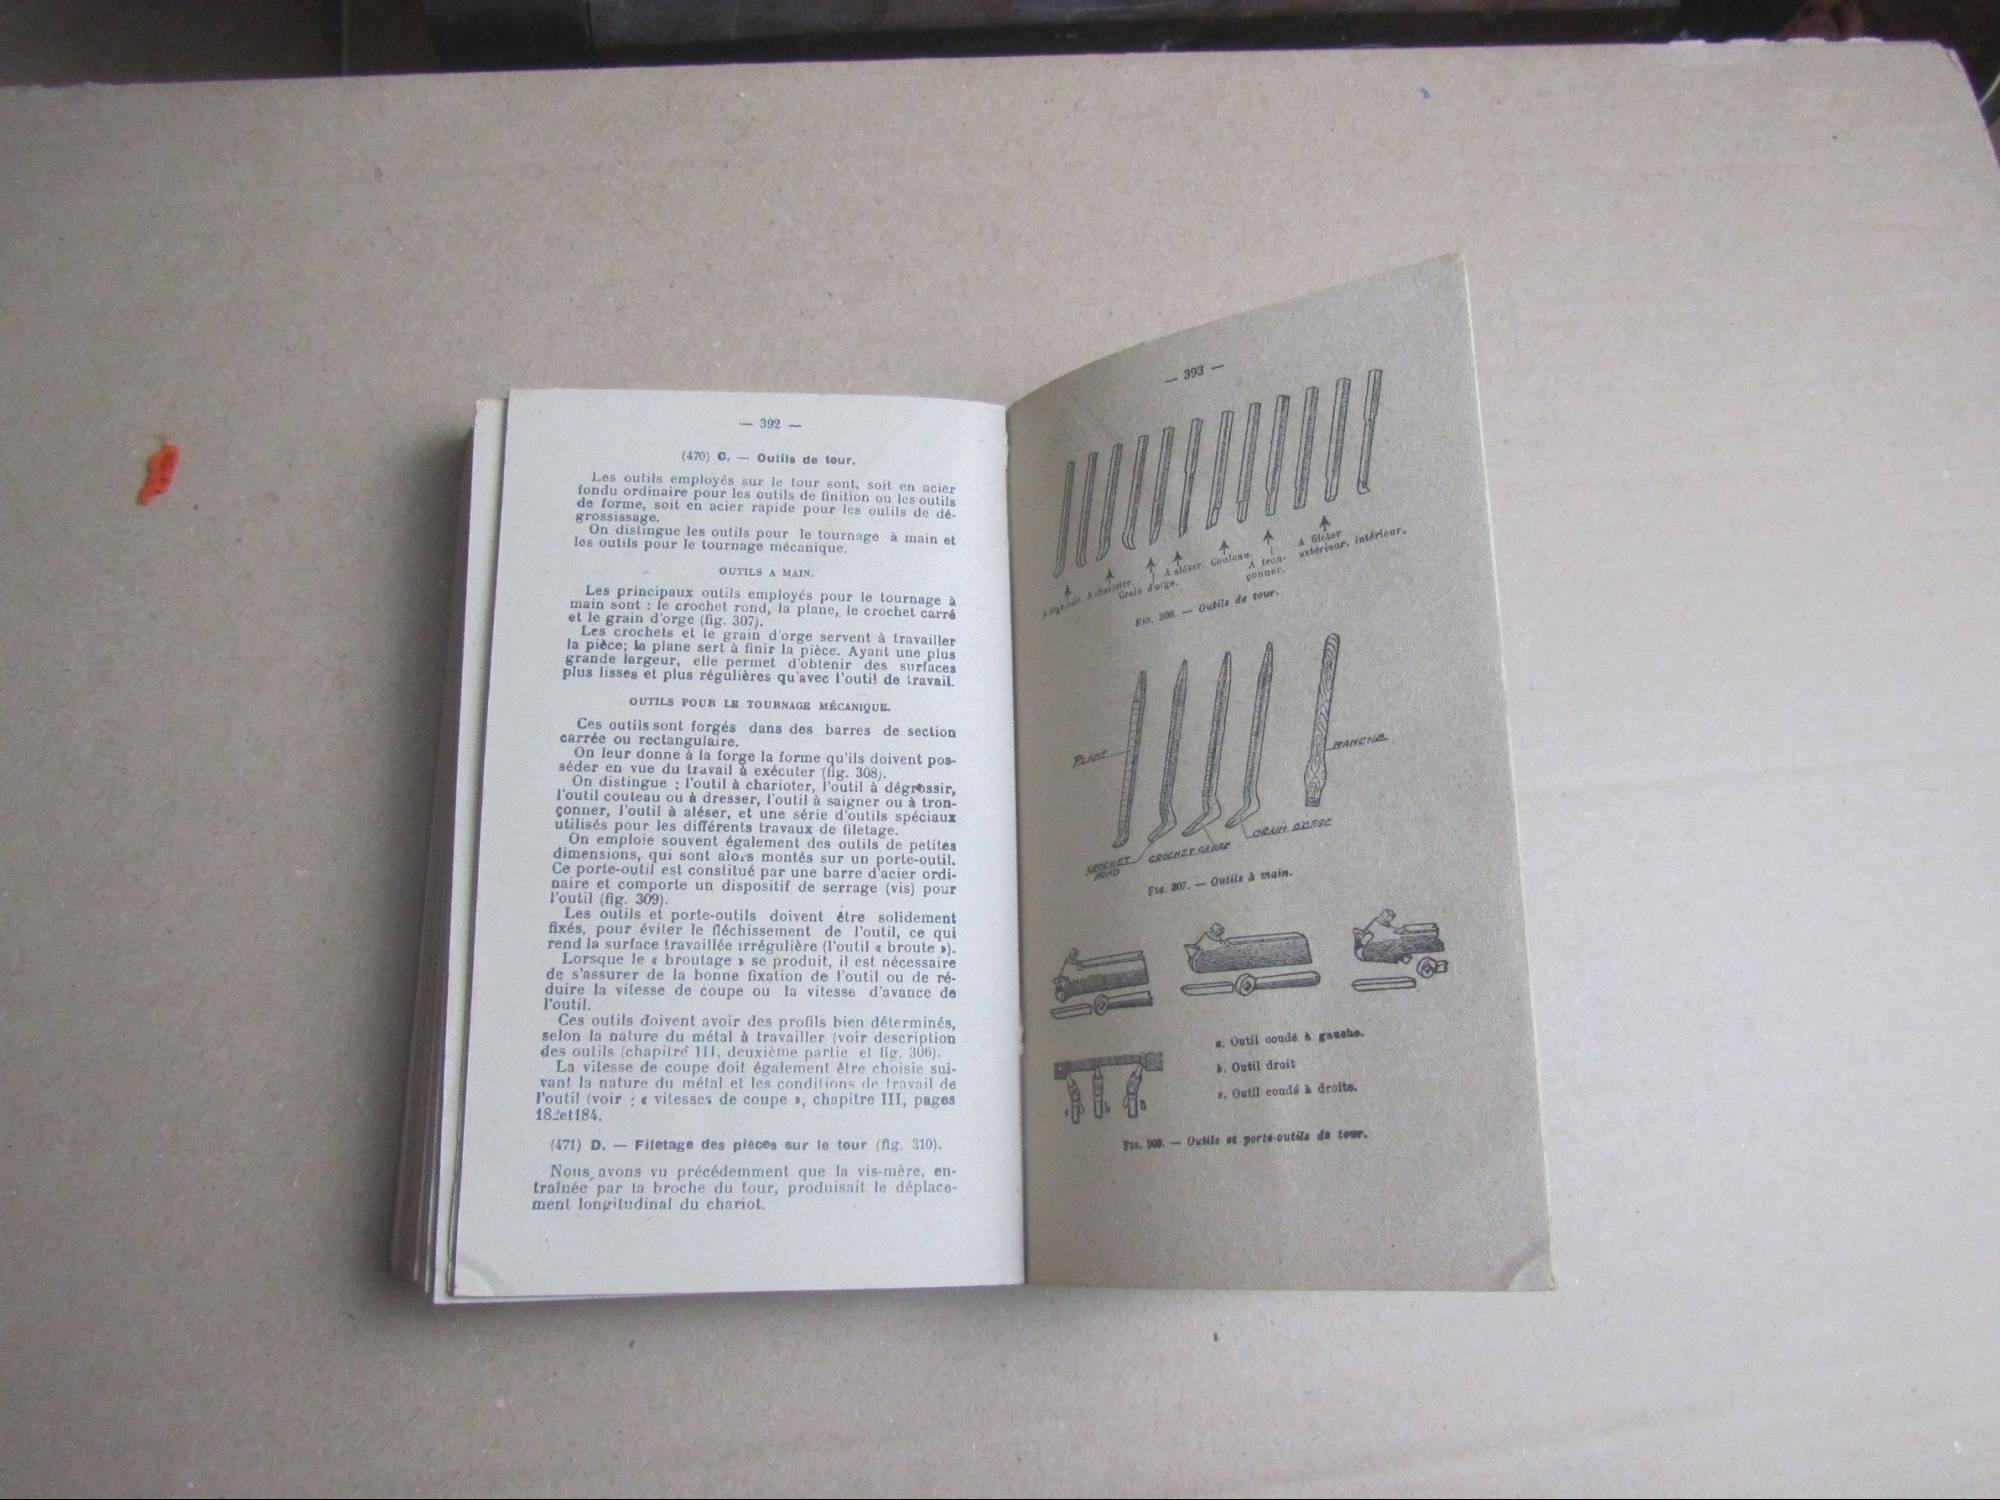 — 392 —
(470) C. — Outils de tour.
Les outils employés sur le tour sont, soit en acier
fondu ordinaire pour les outils de finition ou les outils
de forme, soit en acier rapide pour les outils de dé-
grossissage.
On distingue les outils pour le tournage à main et
les outils pour le tournage mécanique.
OUTILS A MAIN.
Les principaux outils employés pour le tournage à
main sont : le crochet rond, la plane, le crochet carré
et le grain d'orge (fig. 307).
Les crochets et le grain d'orge servent à travailler
la pièce; la plane sert à finir la pièce. Ayant une plus
grande largeur, elle permet d'obtenir des surfaces
plus lisses et plus régulières qu'avec l'outil de travail.
OUTILS POUR LE TOURNAGE MÉCANIQUE.
Ces outils sont forgés dans des barres de section
carrée ou rectangulaire.
On leur donne à la forge la forme qu'ils doivent pos-
séder en vue du travail à exécuter (fig. 308).
On distingue : l'outil à charioter, l'outil à dégrossir,
l'outil couteau ou à dresser, l'outil à saigner ou à tron-
çonner, l'outil à aléser, et une série d'outils spéciaux
utilisés pour les différents travaux de filetage.
On emploie souvent également des outils de petites
dimensions, qui sont alors montés sur un porte-outil.
Ce porte-outil est constitué par une barre d'acier ordi-
naire et comporte un dispositif de serrage (vis) pour
l'outil (fig. 309).
Les outils et porte-outils doivent être solidement
fixés, pour éviter le fléchissement de l'outil, ce qui
rend la surface travaillée irrégulière (l'outil « broute »).
Lorsque le « broutage » se produit, il est nécessaire
de s'assurer de la bonne fixation de l'outil ou de ré-
duire la vitesse de coupe ou la vitesse d'avance de
l'outil.
Ces outils doivent avoir des profils bien déterminés,
selon la nature du métal à travailler (voir description
des outils (chapitre III, deuxième partie et fig. 306).
La vitesse de coupe doit également être choisie sui-
vant la nature du métal et les conditions de travail de
l'outil (voir : « vitesses de coupe », chapitre III, pages
182et184.
(471) D. — Filetage des pièces sur le tour (fig. 310).
Nous avons vu précédemment que la vis-mère, en-
traînée par la broche du tour, produisait le déplace-
ment longitudinal du chariot.
— 393 —
A dégrossir. A charioter. Grain d'orge. A aléser. Couteau. A tron-
çonner. A fileter
extérieur. intérieur.
FIG. 308. — Outils de tour.
PLANE
MANCHE
CROCHET
ROND
CROCHET CARRE
GRAIN D'ORGE
FIG. 307. — Outils à main.
a. Outil coudé à gauche.
b. Outil droit
c. Outil coudé à droite.
FIG. 309. — Outils et porte-outils de tour.